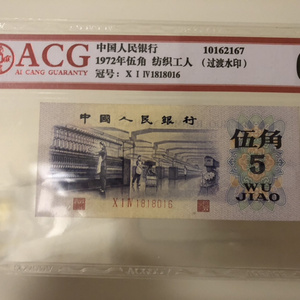 ACG
AI CANG GUARANTY
中国人民银行 10162167
1972年伍角 纺织工人 (过渡水印)
冠号: X I IV1818016
中國人民銀行
伍角
5
WU
JIAO
X I IV 1818016